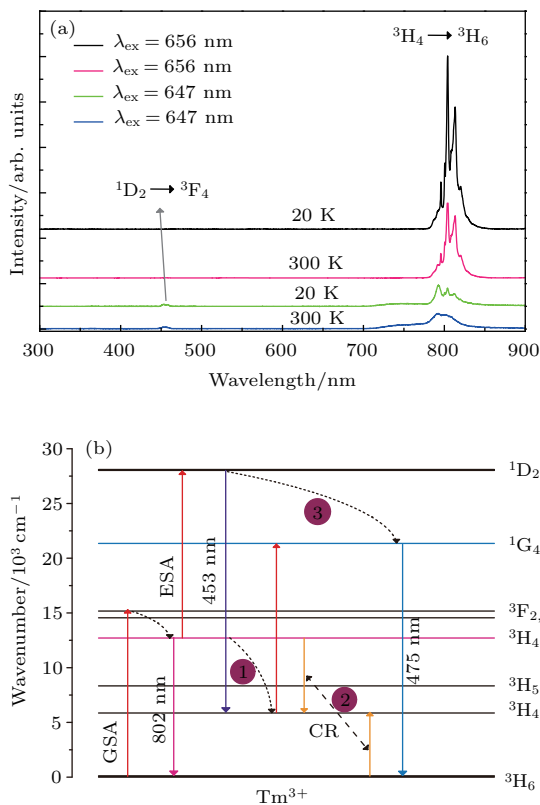 (a)
λex = 656 nm
λex = 656 nm
λex = 647 nm
λex = 647 nm
³H₄ → ³H₆
¹D₂ → ³F₄
20 K
300 K
20 K
300 K
Intensity/arb. units
300 400 500 600 700 800 900
Wavelength/nm
(b)
30
25
20
15
10
5
0
Wavenumber/10³ cm⁻¹
¹D₂
¹G₄
³F₂,
³H₄
³H₅
³H₄
³H₆
GSA
802 nm
ESA
453 nm
475 nm
CR
1
2
3
Tm³⁺